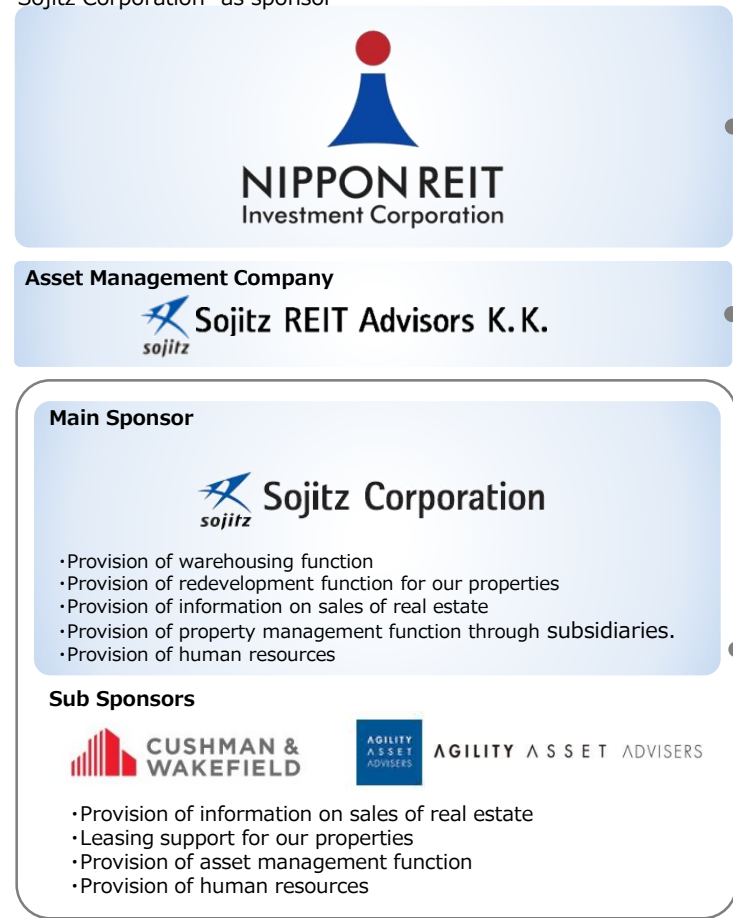 Sojitz Corporation as sponsor
NIPPON REIT
Investment Corporation
Asset Management Company
sojitz
Sojitz REIT Advisors K.K.
Main Sponsor
sojitz
Sojitz Corporation
・Provision of warehousing function
・Provision of redevelopment function for our properties
・Provision of information on sales of real estate
・Provision of property management function through subsidiaries.
・Provision of human resources
Sub Sponsors
CUSHMAN &
WAKEFIELD
AGILITY
ASSET
ADVISERS
AGILITY ASSET ADVISERS
・Provision of information on sales of real estate
・Leasing support for our properties
・Provision of asset management function
・Provision of human resources